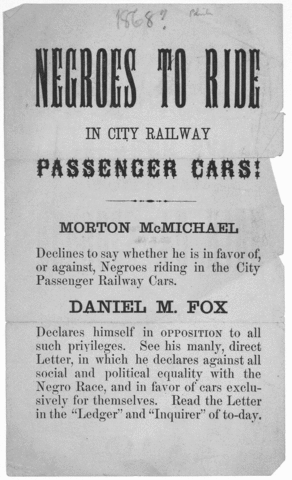 1868?
Phila
NEGROES TO RIDE
IN CITY RAILWAY
PASSENGER CARS!
MORTON McMICHAEL
Declines to say whether he is in favor of,
or against, Negroes riding in the City
Passenger Railway Cars.
DANIEL M. FOX
Declares himself in OPPOSITION to all
such privileges. See his manly, direct
Letter, in which he declares against all
social and political equality with the
Negro Race, and in favor of cars exclu-
sively for themselves. Read the Letter
in the "Ledger" and "Inquirer" of to-day.